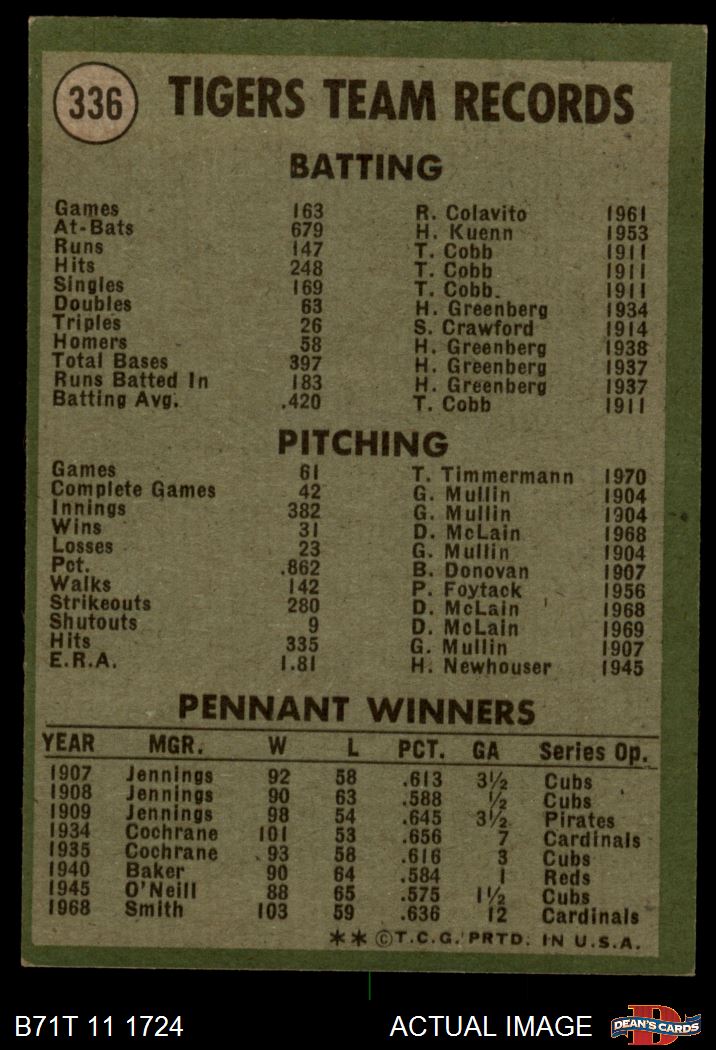 336 TIGERS TEAM RECORDS
BATTING
Games 163 R. Colavito 1961
At-Bats 679 H. Kuenn 1953
Runs 147 T. Cobb 1911
Hits 248 T. Cobb 1911
Singles 169 T. Cobb. 1911
Doubles 63 H. Greenberg 1934
Triples 26 S. Crawford 1914
Homers 58 H. Greenberg 1938
Total Bases 397 H. Greenberg 1937
Runs Batted In 183 H. Greenberg 1937
Batting Avg. .420 T. Cobb 1911
PITCHING
Games 61 T. Timmermann 1970
Complete Games 42 G. Mullin 1904
Innings 382 G. Mullin 1904
Wins 31 D. McLain 1968
Losses 23 G. Mullin 1904
Pct. .862 B. Donovan 1907
Walks 142 P. Foytack 1956
Strikeouts 280 D. McLain 1968
Shutouts 9 D. McLain 1969
Hits 335 G. Mullin 1907
E.R.A. 1.81 H. Newhouser 1945
PENNANT WINNERS
YEAR MGR. W L PCT. GA Series Op.
1907 Jennings 92 58 .613 3½ Cubs
1908 Jennings 90 63 .588 ½ Cubs
1909 Jennings 98 54 .645 3½ Pirates
1934 Cochrane 101 53 .656 7 Cardinals
1935 Cochrane 93 58 .616 3 Cubs
1940 Baker 90 64 .584 1 Reds
1945 O'Neill 88 65 .575 1½ Cubs
1968 Smith 103 59 .636 12 Cardinals
** ©T.C.G. PRTD. IN U.S.A.
B71T 11 1724 ACTUAL IMAGE DEAN'S CARDS